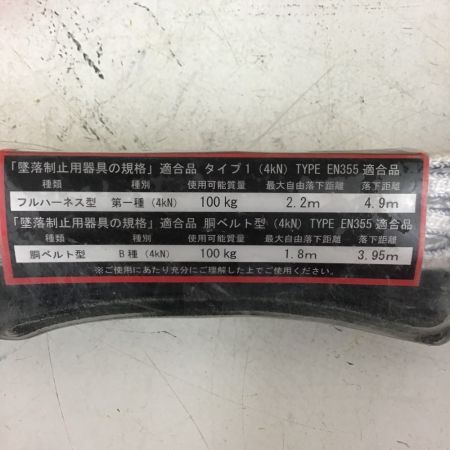 「墜落制止用器具の規格」適合品 タイプ1 (4kN) TYPE EN355 適合品
種類 種別 使用可能質量 最大自由落下距離 落下距離
フルハーネス型 第一種 (4kN) 100kg 2.2m 4.9m
「墜落制止用器具の規格」適合品 胴ベルト型 (4kN) TYPE EN355 適合品
種類 種別 使用可能質量 最大自由落下距離 落下距離
胴ベルト型 B種 (4kN) 100kg 1.8m 3.95m
※ご使用にあたり充分にご理解した上でご使用ください。